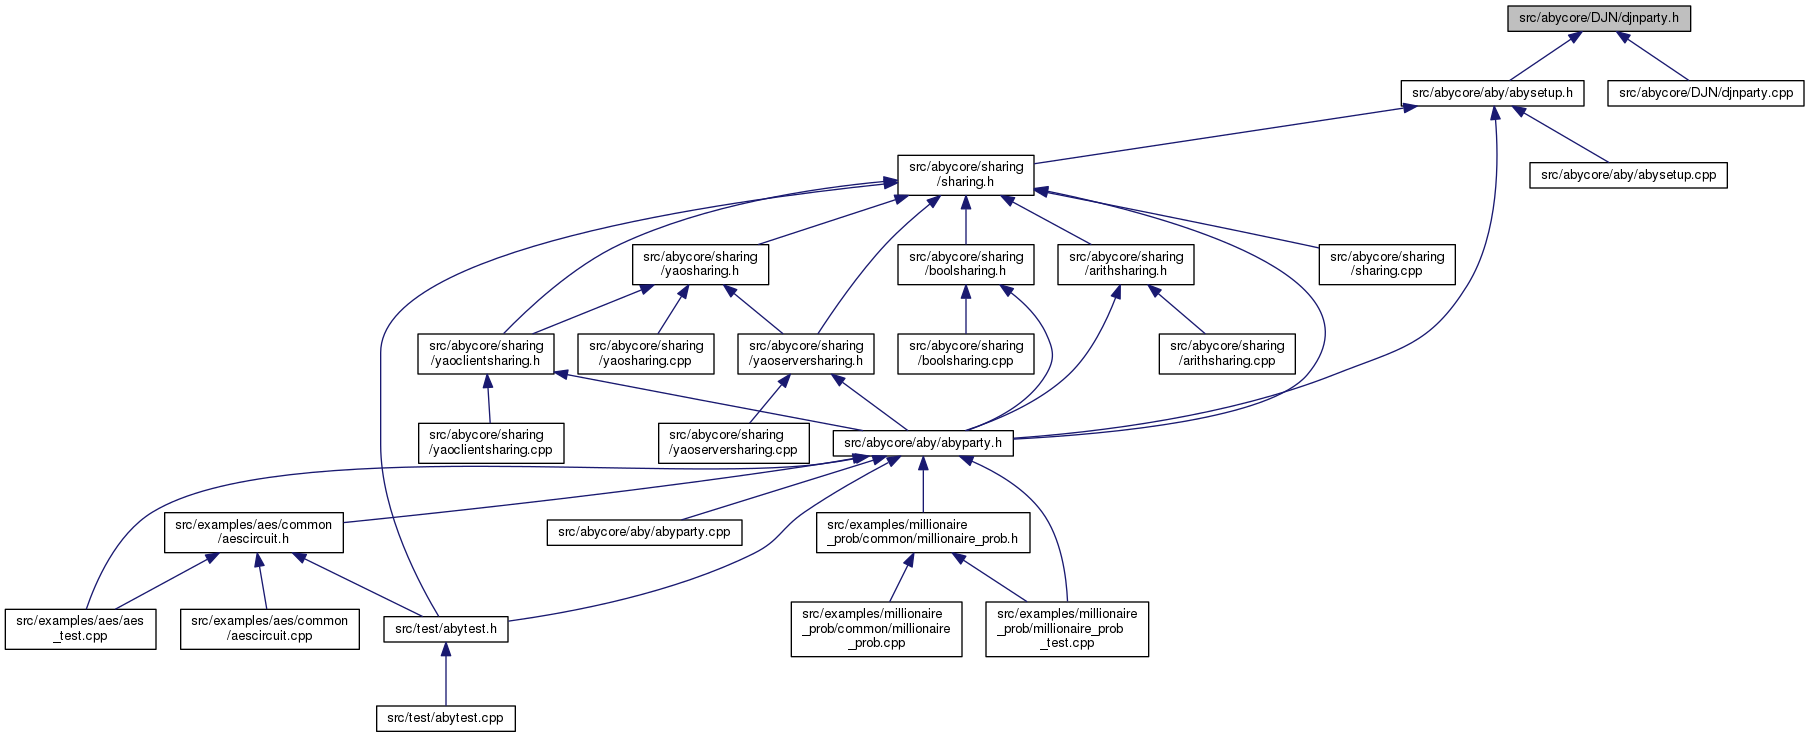 src/abycore/DJN/djnparty.h
src/abycore/aby/abysetup.h
src/abycore/DJN/djnparty.cpp
src/abycore/sharing
/sharing.h
src/abycore/aby/abysetup.cpp
src/abycore/sharing
/yaosharing.h
src/abycore/sharing
/boolsharing.h
src/abycore/sharing
/arithsharing.h
src/abycore/sharing
/sharing.cpp
src/abycore/sharing
/yaoclientsharing.h
src/abycore/sharing
/yaosharing.cpp
src/abycore/sharing
/yaoserversharing.h
src/abycore/sharing
/boolsharing.cpp
src/abycore/sharing
/arithsharing.cpp
src/abycore/sharing
/yaoclientsharing.cpp
src/abycore/sharing
/yaoserversharing.cpp
src/abycore/aby/abyparty.h
src/examples/aes/common
/aescircuit.h
src/abycore/aby/abyparty.cpp
src/examples/millionaire
_prob/common/millionaire_prob.h
src/examples/aes/aes
_test.cpp
src/examples/aes/common
/aescircuit.cpp
src/test/abytest.h
src/examples/millionaire
_prob/common/millionaire
_prob.cpp
src/examples/millionaire
_prob/millionaire_prob
_test.cpp
src/test/abytest.cpp